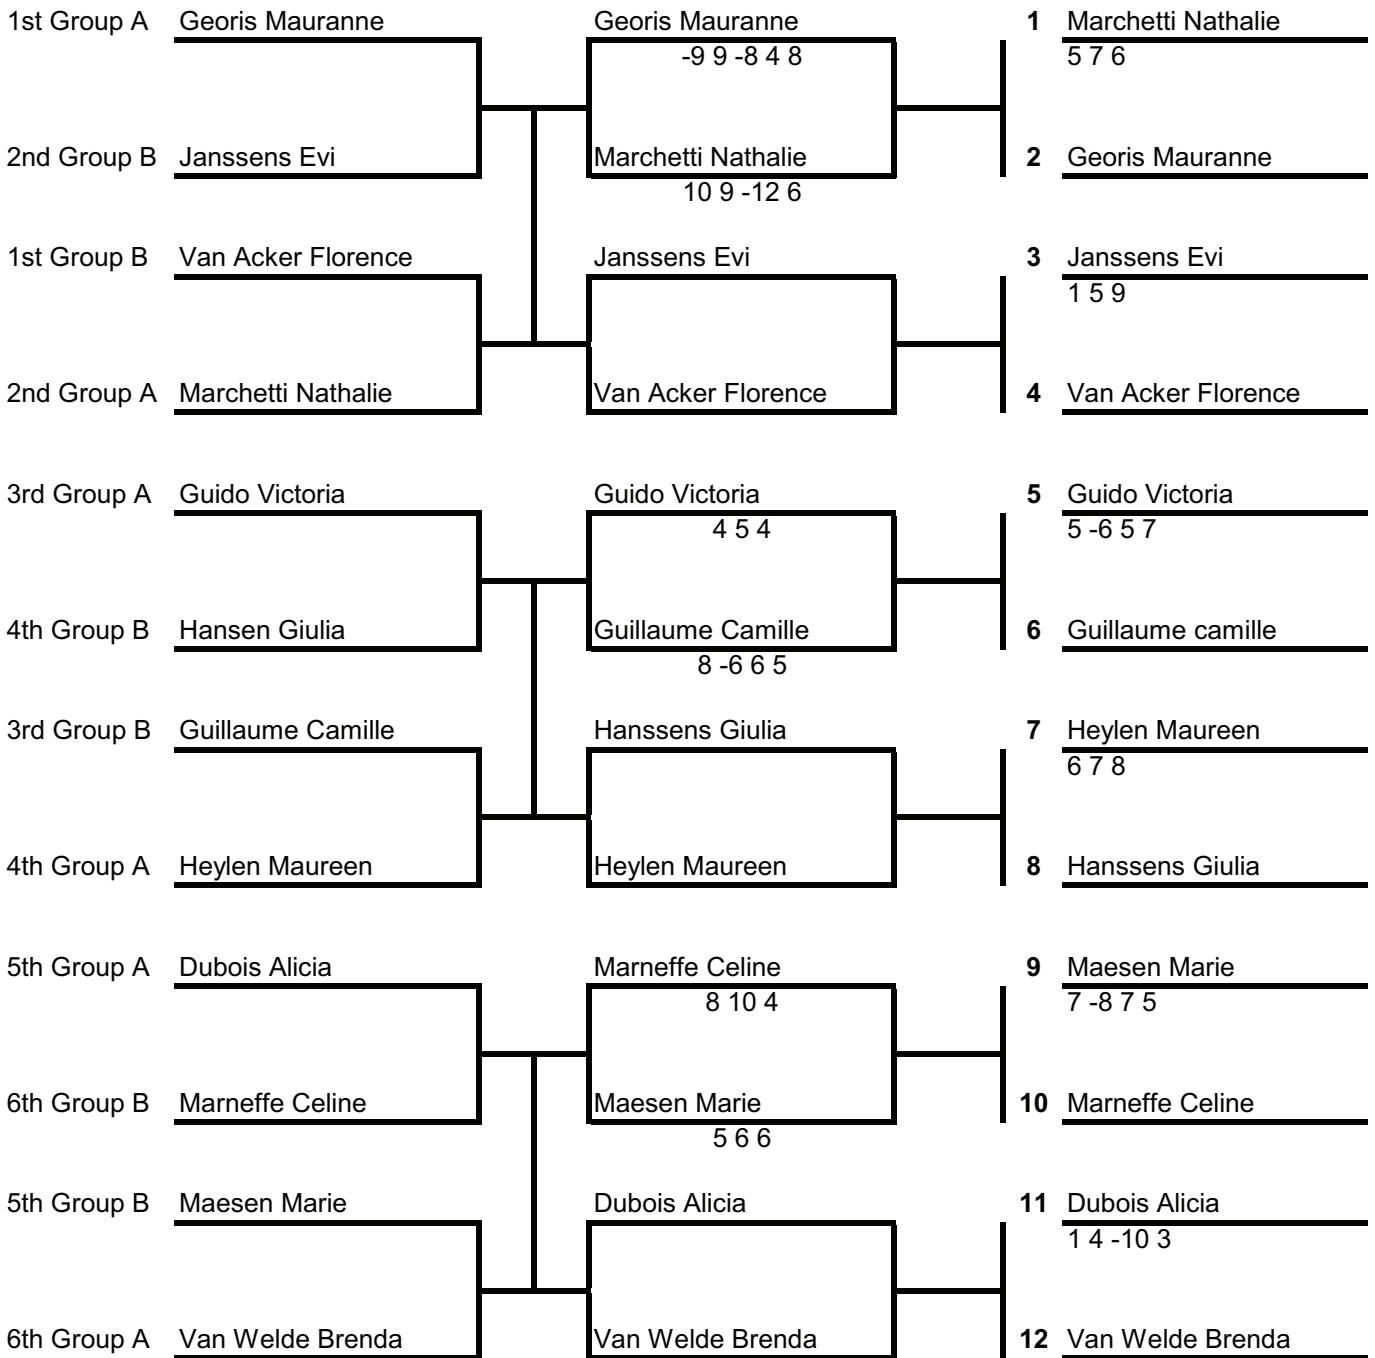 1st Group A Georis Mauranne Georis Mauranne 1 Marchetti Nathalie
-9 9 -8 4 8 5 7 6
2nd Group B Janssens Evi Marchetti Nathalie 2 Georis Mauranne
10 9 -12 6
1st Group B Van Acker Florence Janssens Evi 3 Janssens Evi
1 5 9
2nd Group A Marchetti Nathalie Van Acker Florence 4 Van Acker Florence
3rd Group A Guido Victoria Guido Victoria 5 Guido Victoria
4 5 4 5 -6 5 7
4th Group B Hansen Giulia Guillaume Camille 6 Guillaume camille
8 -6 6 5
3rd Group B Guillaume Camille Hanssens Giulia 7 Heylen Maureen
6 7 8
4th Group A Heylen Maureen Heylen Maureen 8 Hanssens Giulia
5th Group A Dubois Alicia Marneffe Celine 9 Maesen Marie
8 10 4 7 -8 7 5
6th Group B Marneffe Celine Maesen Marie 10 Marneffe Celine
5 6 6
5th Group B Maesen Marie Dubois Alicia 11 Dubois Alicia
1 4 -10 3
6th Group A Van Welde Brenda Van Welde Brenda 12 Van Welde Brenda